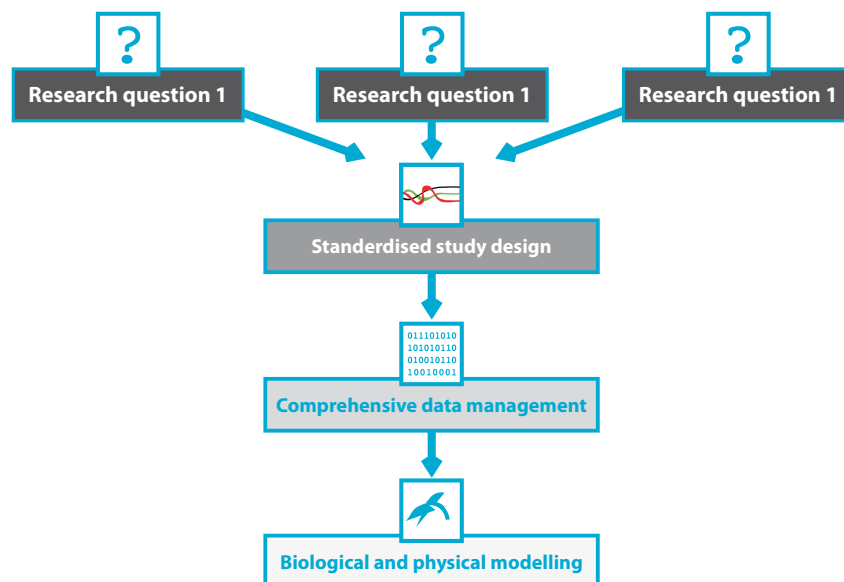 ?
?
?
Research question 1
Research question 1
Research question 1
Standerdised study design
011101010
101010110
010010110
10010001
Comprehensive data management
Biological and physical modelling